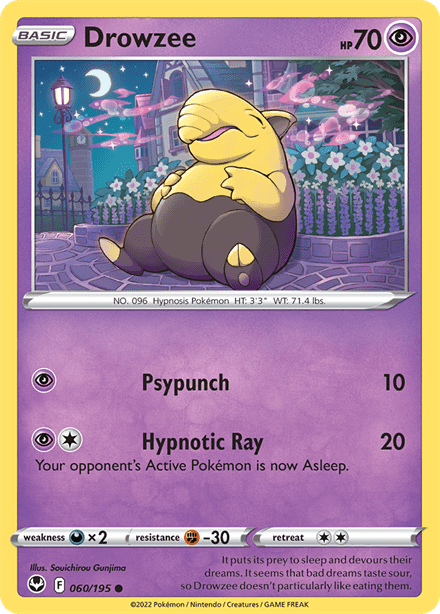 BASIC Drowzee HP70
NO. 096 Hypnosis Pokémon HT: 3'3" WT: 71.4 lbs.
Psypunch 10
Hypnotic Ray 20
Your opponent's Active Pokémon is now Asleep.
weakness ×2 resistance -30 retreat
Illus. Souichirou Gunjima
It puts its prey to sleep and devours their
dreams. It seems that bad dreams taste sour,
so Drowzee doesn't particularly like eating them.
F 060/195
©2022 Pokémon / Nintendo / Creatures / GAME FREAK